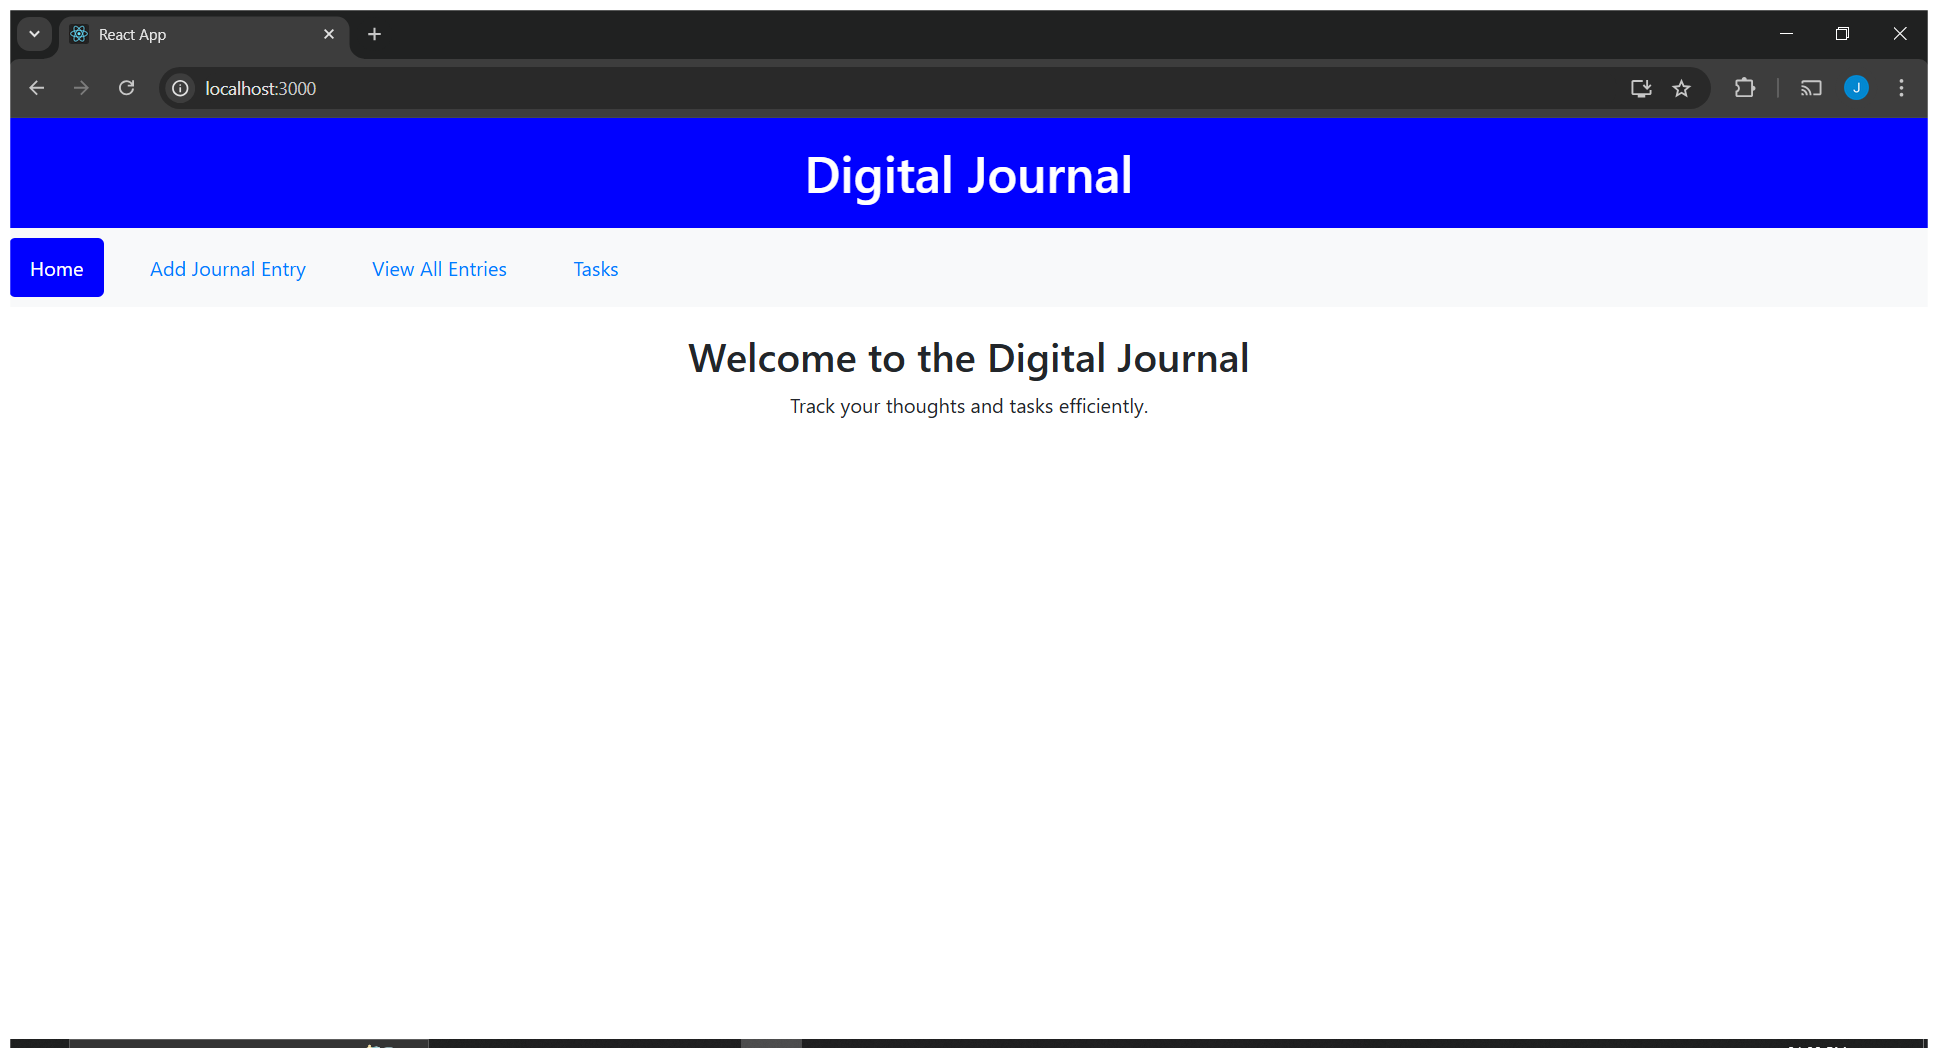 React App
localhost:3000
J
Digital Journal
Home Add Journal Entry View All Entries Tasks
Welcome to the Digital Journal
Track your thoughts and tasks efficiently.